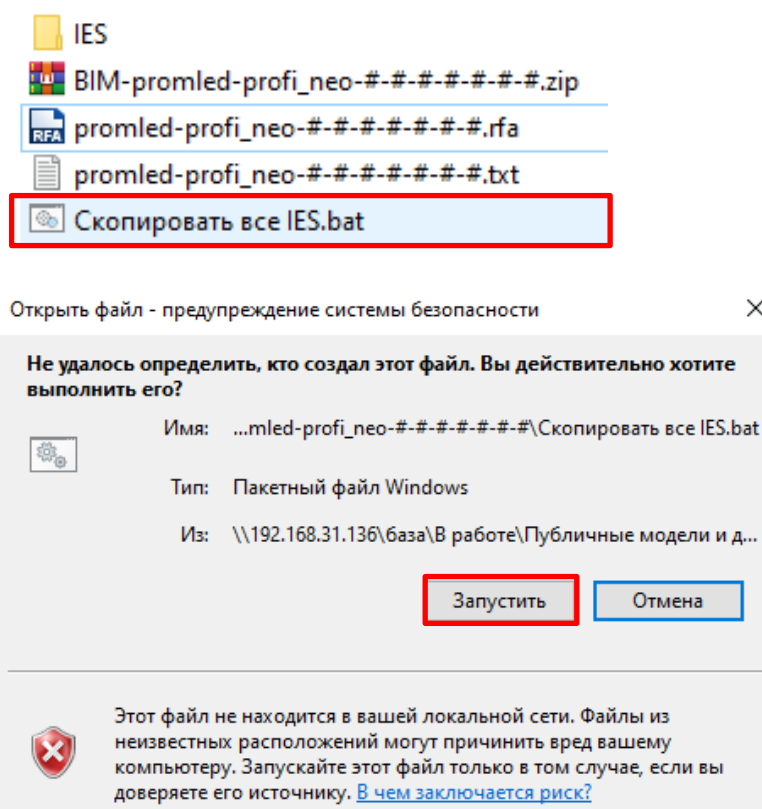 IES
BIM-promled-profi_neo-#-#-#-#-#-#-#.zip
RFA
promled-profi_neo-#-#-#-#-#-#-#.rfa
promled-profi_neo-#-#-#-#-#-#-#.txt
Скопировать все IES.bat
Открыть файл - предупреждение системы безопасности
Не удалось определить, кто создал этот файл. Вы действительно хотите
выполнить его?
Имя: ...mled-profi_neo-#-#-#-#-#-#-#\Скопировать все IES.bat
Тип: Пакетный файл Windows
Из: \\192.168.31.136\база\В работе\Публичные модели и д...
Запустить
Отмена
Этот файл не находится в вашей локальной сети. Файлы из
неизвестных расположений могут причинить вред вашему
компьютеру. Запускайте этот файл только в том случае, если вы
доверяете его источнику. В чем заключается риск?